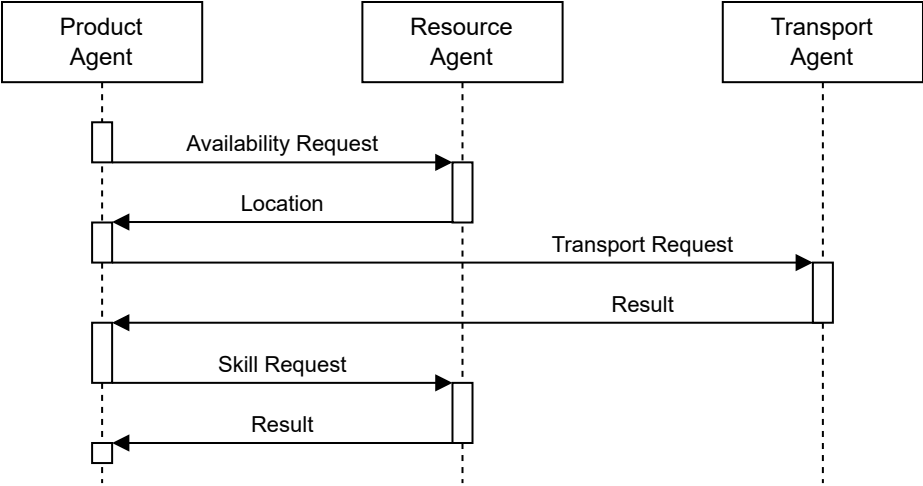 Product
Agent
Resource
Agent
Transport
Agent
Availability Request
Location
Transport Request
Result
Skill Request
Result